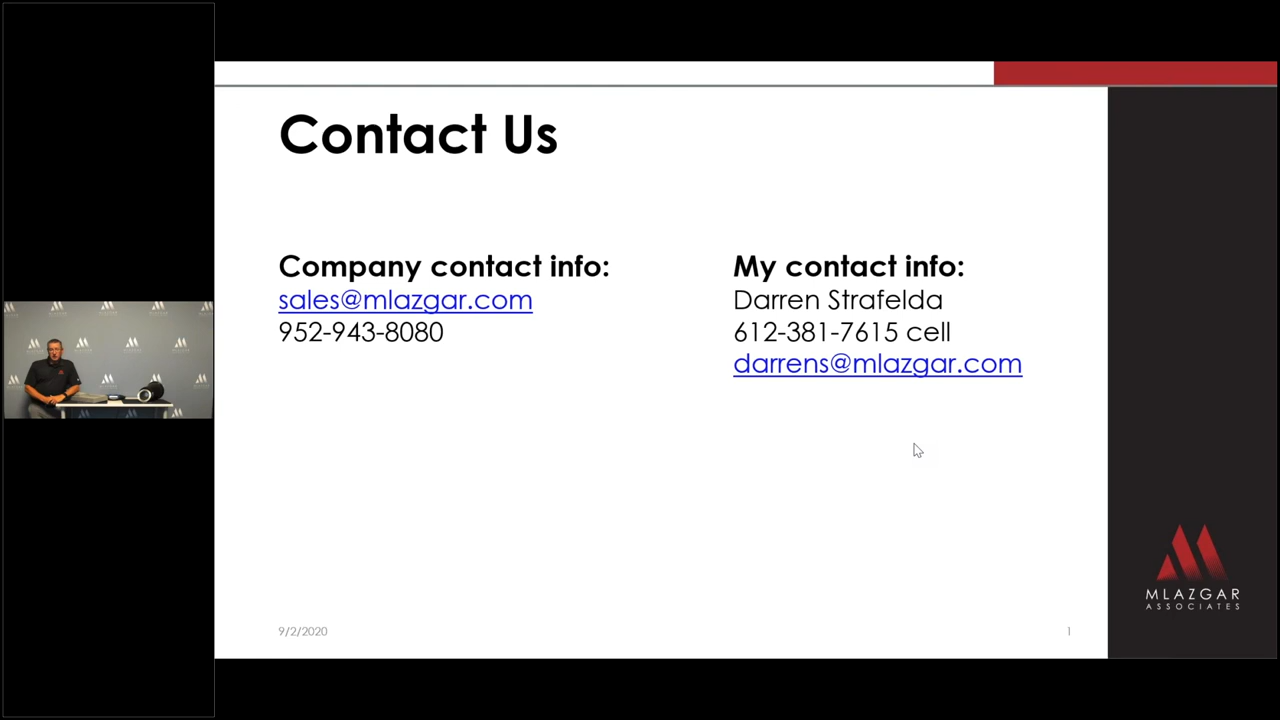 Contact Us
Company contact info:
sales@mlazgar.com
952-943-8080
My contact info:
Darren Strafelda
612-381-7615 cell
darrens@mlazgar.com
9/2/2020
1
MLAZGAR
ASSOCIATES